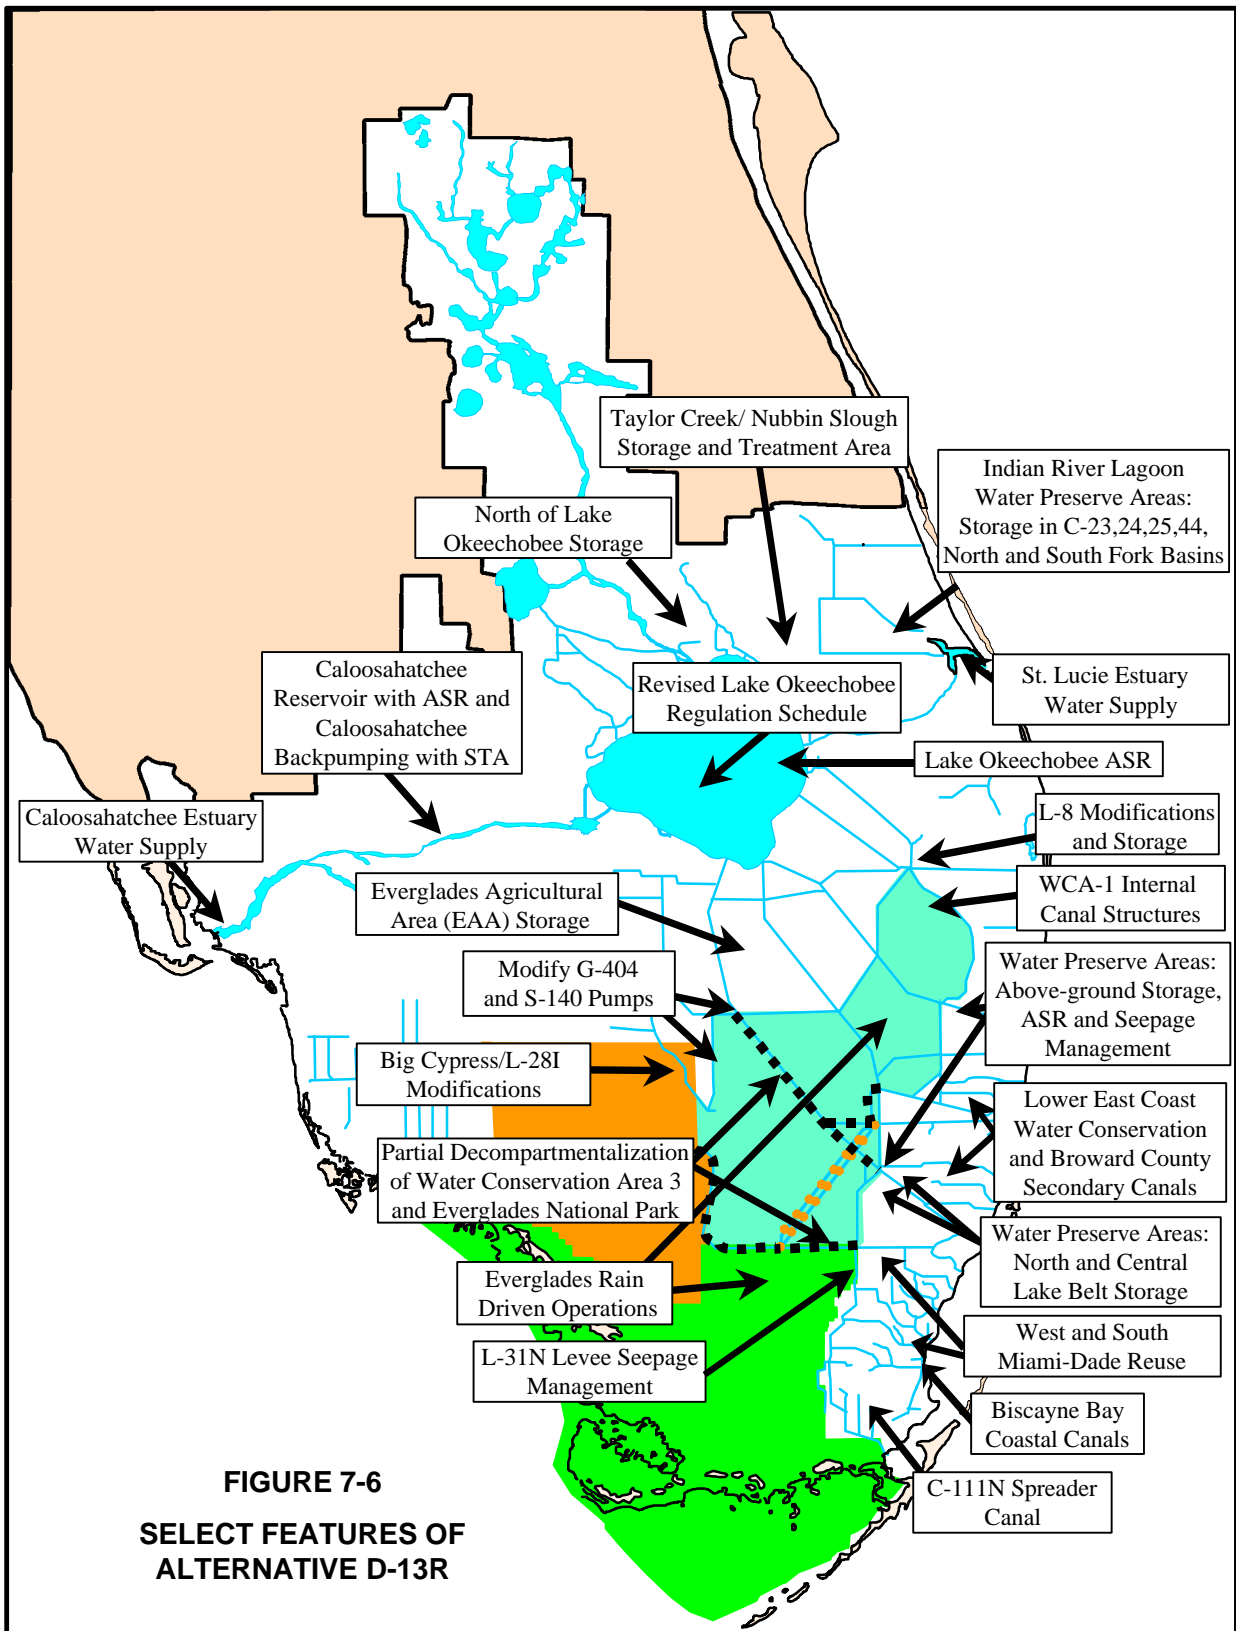 Taylor Creek/ Nubbin Slough
Storage and Treatment Area
Indian River Lagoon
Water Preserve Areas:
Storage in C-23,24,25,44,
North and South Fork Basins
North of Lake
Okeechobee Storage
Caloosahatchee
Reservoir with ASR and
Caloosahatchee
Backpumping with STA
Revised Lake Okeechobee
Regulation Schedule
St. Lucie Estuary
Water Supply
Lake Okeechobee ASR
Caloosahatchee Estuary
Water Supply
L-8 Modifications
and Storage
Everglades Agricultural
Area (EAA) Storage
WCA-1 Internal
Canal Structures
Modify G-404
and S-140 Pumps
Water Preserve Areas:
Above-ground Storage,
ASR and Seepage
Management
Big Cypress/L-28I
Modifications
Lower East Coast
Water Conservation
and Broward County
Secondary Canals
Partial Decompartmentalization
of Water Conservation Area 3
and Everglades National Park
Water Preserve Areas:
North and Central
Lake Belt Storage
Everglades Rain
Driven Operations
L-31N Levee Seepage
Management
West and South
Miami-Dade Reuse
Biscayne Bay
Coastal Canals
C-111N Spreader
Canal
FIGURE 7-6
SELECT FEATURES OF
ALTERNATIVE D-13R